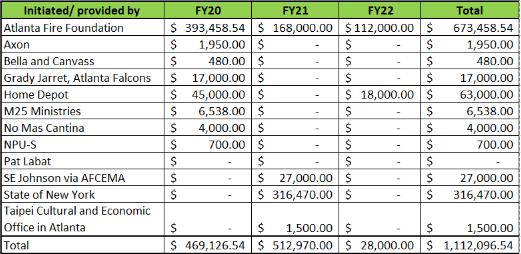 Initiated/ provided by FY20 FY21 FY22 Total
Atlanta Fire Foundation $ 393,458.54 $ 168,000.00 $ 112,000.00 $ 673,458.54
Axon $ 1,950.00 $ - $ - $ 1,950.00
Bella and Canvass $ 480.00 $ - $ - $ 480.00
Grady Jarret, Atlanta Falcons $ 17,000.00 $ - $ - $ 17,000.00
Home Depot $ 45,000.00 $ - $ 18,000.00 $ 63,000.00
M25 Ministries $ 6,538.00 $ - $ - $ 6,538.00
No Mas Cantina $ 4,000.00 $ - $ - $ 4,000.00
NPU-S $ 700.00 $ - $ - $ 700.00
Pat Labat $ - $ - $ - $ -
SE Johnson via AFCEMA $ - $ 27,000.00 $ - $ 27,000.00
State of New York $ - $ 316,470.00 $ - $ 316,470.00
Taipei Cultural and Economic
Office in Atlanta $ - $ 1,500.00 $ - $ 1,500.00
Total $ 469,126.54 $ 512,970.00 $ 28,000.00 $ 1,112,096.54